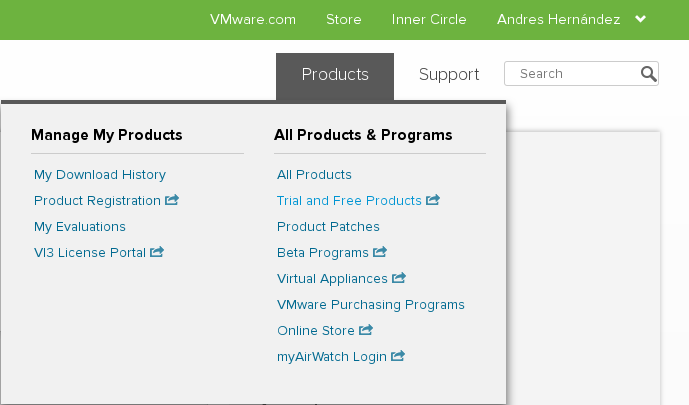 VMware.com Store Inner Circle Andres Hernández
Products Support Search
Manage My Products
My Download History
Product Registration
My Evaluations
VI3 License Portal
All Products & Programs
All Products
Trial and Free Products
Product Patches
Beta Programs
Virtual Appliances
VMware Purchasing Programs
Online Store
myAirWatch Login